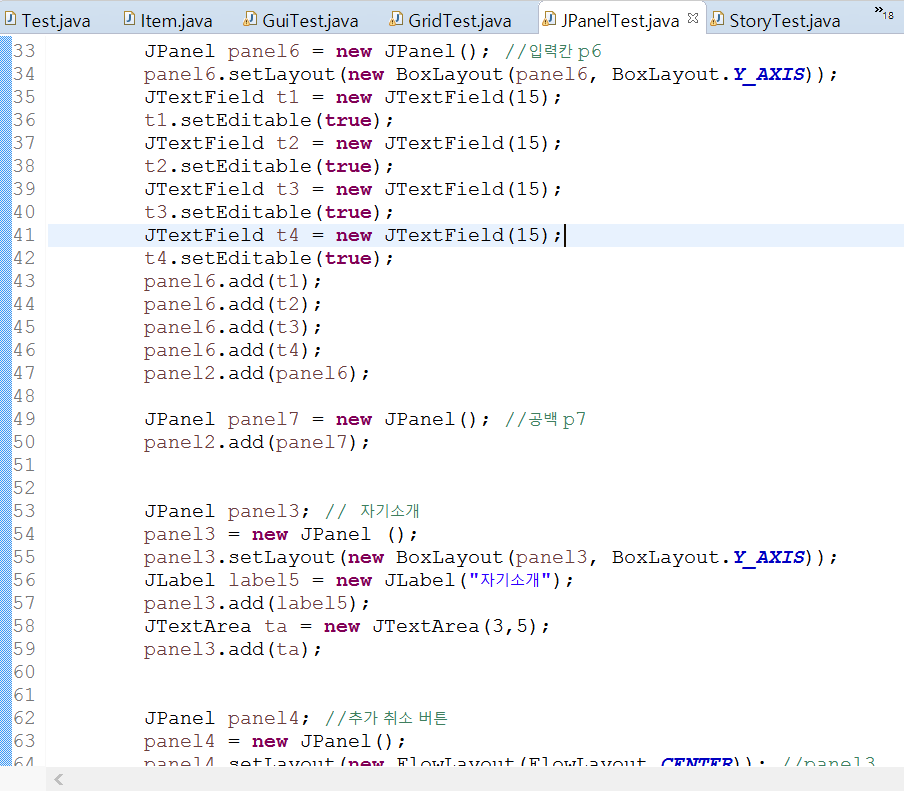 Test.java Item.java GuiTest.java GridTest.java JPanelTest.java StoryTest.java »18
33 JPanel panel6 = new JPanel(); //입력칸 p6
34 panel6.setLayout(new BoxLayout(panel6, BoxLayout.Y_AXIS));
35 JTextField t1 = new JTextField(15);
36 t1.setEditable(true);
37 JTextField t2 = new JTextField(15);
38 t2.setEditable(true);
39 JTextField t3 = new JTextField(15);
40 t3.setEditable(true);
41 JTextField t4 = new JTextField(15);
42 t4.setEditable(true);
43 panel6.add(t1);
44 panel6.add(t2);
45 panel6.add(t3);
46 panel6.add(t4);
47 panel2.add(panel6);
48
49 JPanel panel7 = new JPanel(); //공백 p7
50 panel2.add(panel7);
51
52
53 JPanel panel3; // 자기소개
54 panel3 = new JPanel ();
55 panel3.setLayout(new BoxLayout(panel3, BoxLayout.Y_AXIS));
56 JLabel label5 = new JLabel("자기소개");
57 panel3.add(label5);
58 JTextArea ta = new JTextArea(3,5);
59 panel3.add(ta);
60
61
62 JPanel panel4; //추가 취소 버튼
63 panel4 = new JPanel();
64 panel4.setLayout(new FlowLayout(FlowLayout.CENTER)); //panel3